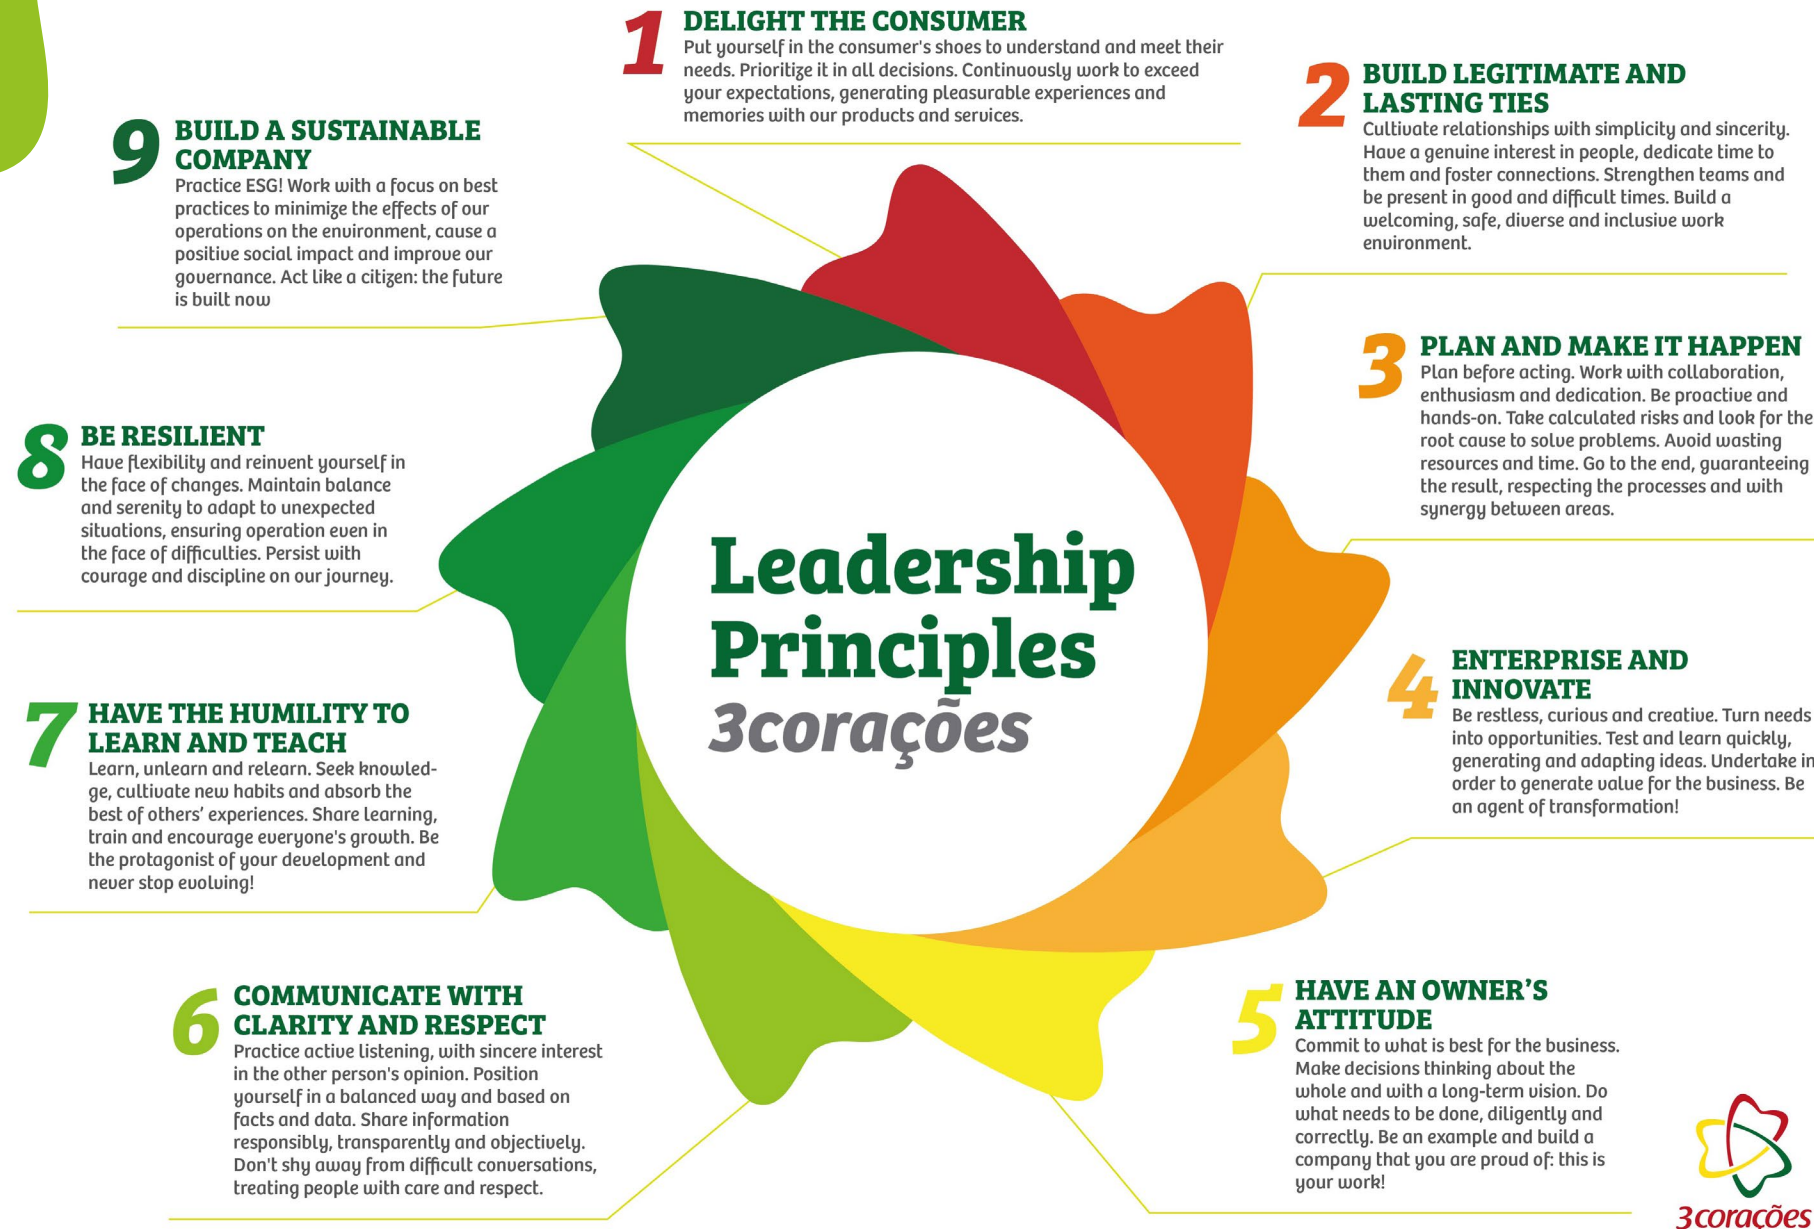 1
DELIGHT THE CONSUMER
Put yourself in the consumer's shoes to understand and meet their
needs. Prioritize it in all decisions. Continuously work to exceed
your expectations, generating pleasurable experiences and
memories with our products and services.
2
BUILD LEGITIMATE AND
LASTING TIES
Cultivate relationships with simplicity and sincerity.
Have a genuine interest in people, dedicate time to
them and foster connections. Strengthen teams and
be present in good and difficult times. Build a
welcoming, safe, diverse and inclusive work
environment.
3
PLAN AND MAKE IT HAPPEN
Plan before acting. Work with collaboration,
enthusiasm and dedication. Be proactive and
hands-on. Take calculated risks and look for the
root cause to solve problems. Avoid wasting
resources and time. Go to the end, guaranteeing
the result, respecting the processes and with
synergy between areas.
4
ENTERPRISE AND
INNOVATE
Be restless, curious and creative. Turn needs
into opportunities. Test and learn quickly,
generating and adapting ideas. Undertake in
order to generate value for the business. Be
an agent of transformation!
5
HAVE AN OWNER'S
ATTITUDE
Commit to what is best for the business.
Make decisions thinking about the
whole and with a long-term vision. Do
what needs to be done, diligently and
correctly. Be an example and build a
company that you are proud of: this is
your work!
6
COMMUNICATE WITH
CLARITY AND RESPECT
Practice active listening, with sincere interest
in the other person's opinion. Position
yourself in a balanced way and based on
facts and data. Share information
responsibly, transparently and objectively.
Don't shy away from difficult conversations,
treating people with care and respect.
7
HAVE THE HUMILITY TO
LEARN AND TEACH
Learn, unlearn and relearn. Seek knowled-
ge, cultivate new habits and absorb the
best of others' experiences. Share learning,
train and encourage everyone's growth. Be
the protagonist of your development and
never stop evolving!
8
BE RESILIENT
Have flexibility and reinvent yourself in
the face of changes. Maintain balance
and serenity to adapt to unexpected
situations, ensuring operation even in
the face of difficulties. Persist with
courage and discipline on our journey.
9
BUILD A SUSTAINABLE
COMPANY
Practice ESG! Work with a focus on best
practices to minimize the effects of our
operations on the environment, cause a
positive social impact and improve our
governance. Act like a citizen: the future
is built now
Leadership
Principles
3corações
3corações